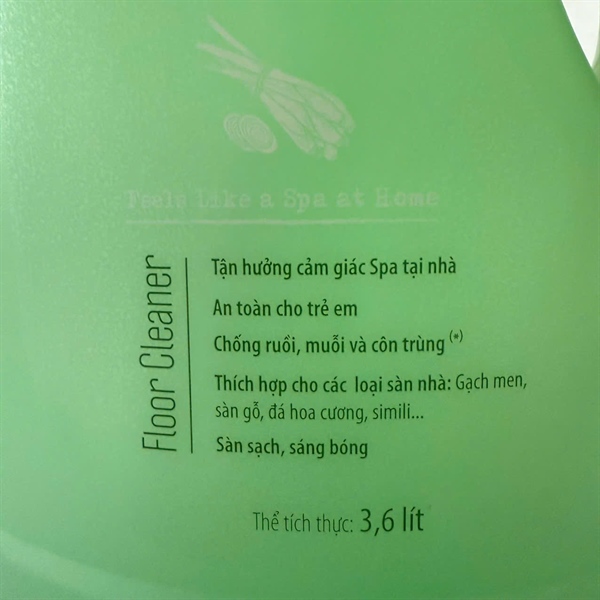 Feels Like a Spa at Home
Floor Cleaner
Tận hưởng cảm giác Spa tại nhà
An toàn cho trẻ em
Chống ruồi, muỗi và côn trùng (*)
Thích hợp cho các loại sàn nhà: Gạch men,
sàn gỗ, đá hoa cương, simili...
Sàn sạch, sáng bóng
Thể tích thực: 3,6 lít